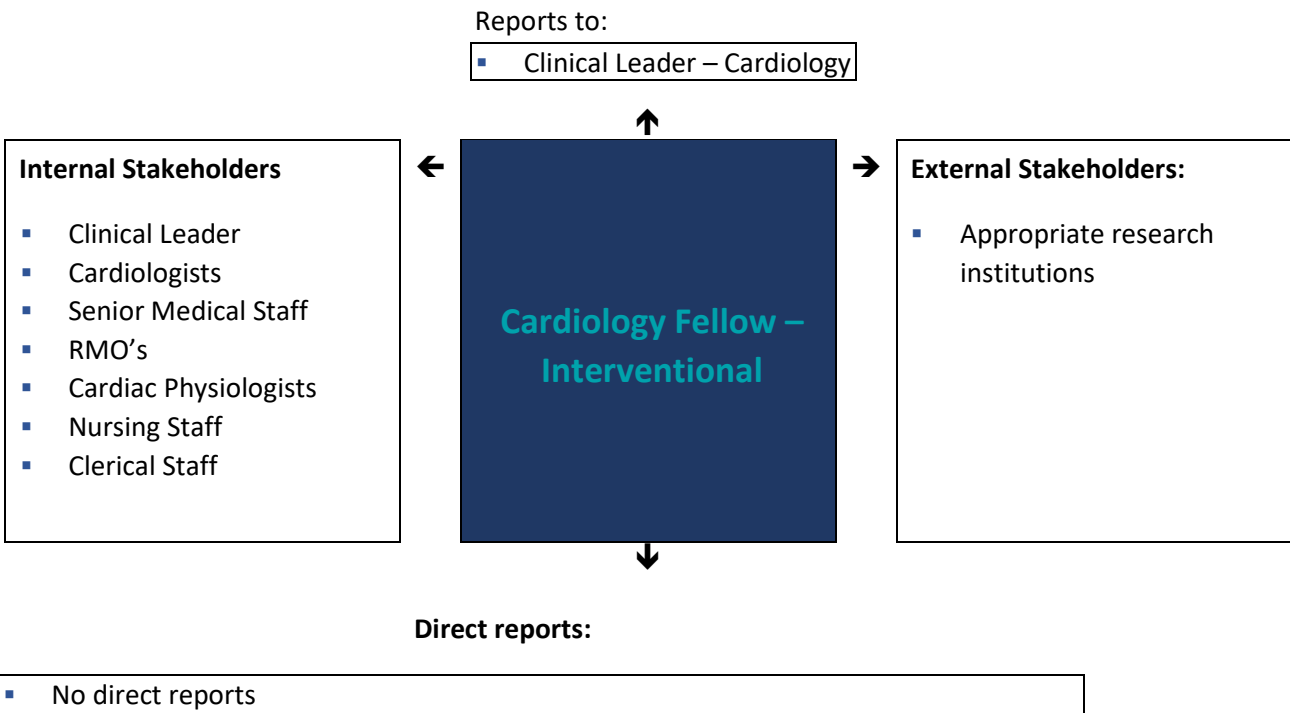 Reports to:
▪ Clinical Leader – Cardiology
Internal Stakeholders
▪ Clinical Leader
▪ Cardiologists
▪ Senior Medical Staff
▪ RMO’s
▪ Cardiac Physiologists
▪ Nursing Staff
▪ Clerical Staff
Cardiology Fellow –
Interventional
External Stakeholders:
▪ Appropriate research
institutions
Direct reports:
▪ No direct reports